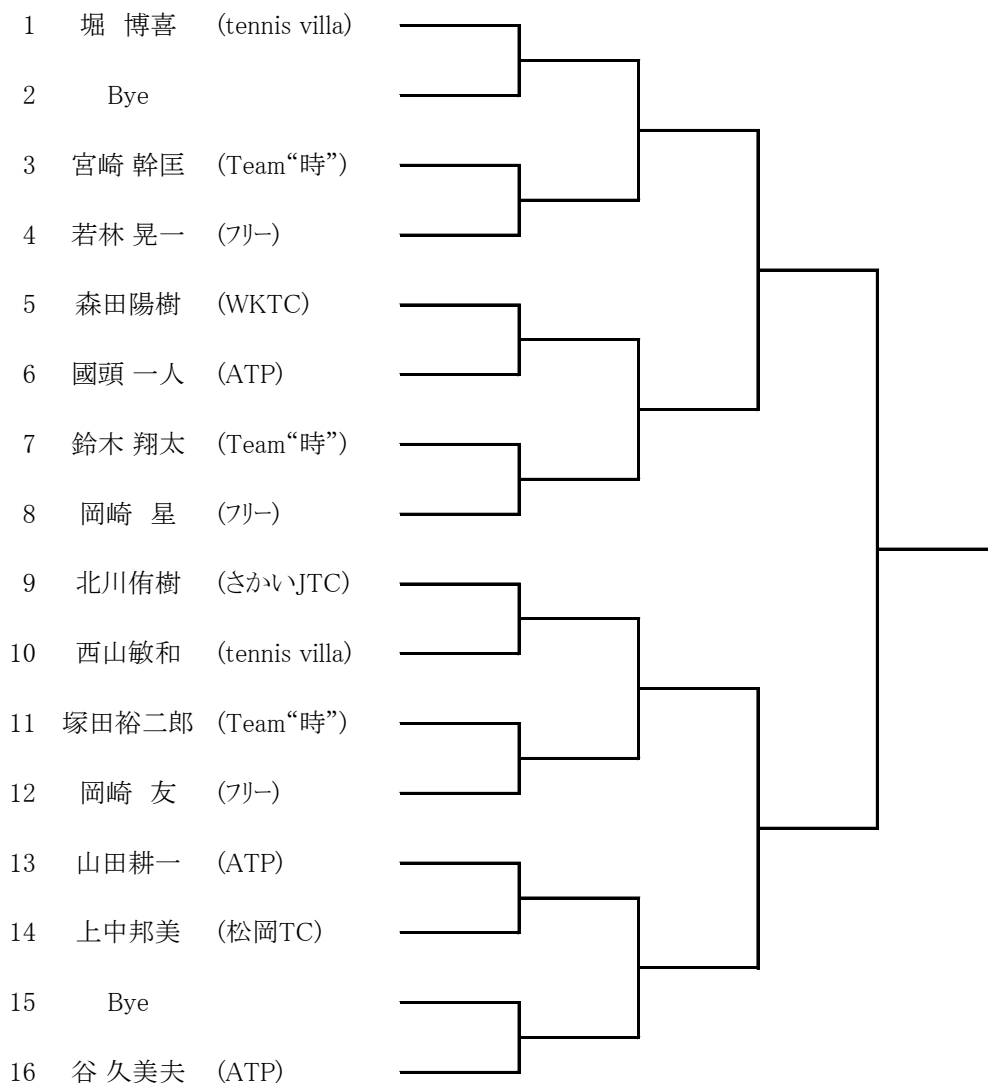 1 堀 博喜 (tennis villa)
2 Bye
3 宮崎 幹匡 (Team“時”)
4 若林 晃一 (フリー)
5 森田陽樹 (WKTC)
6 國頭 一人 (ATP)
7 鈴木 翔太 (Team“時”)
8 岡崎 星 (フリー)
9 北川侑樹 (さかいJTC)
10 西山敏和 (tennis villa)
11 塚田裕二郎 (Team“時”)
12 岡崎 友 (フリー)
13 山田耕一 (ATP)
14 上中邦美 (松岡TC)
15 Bye
16 谷 久美夫 (ATP)